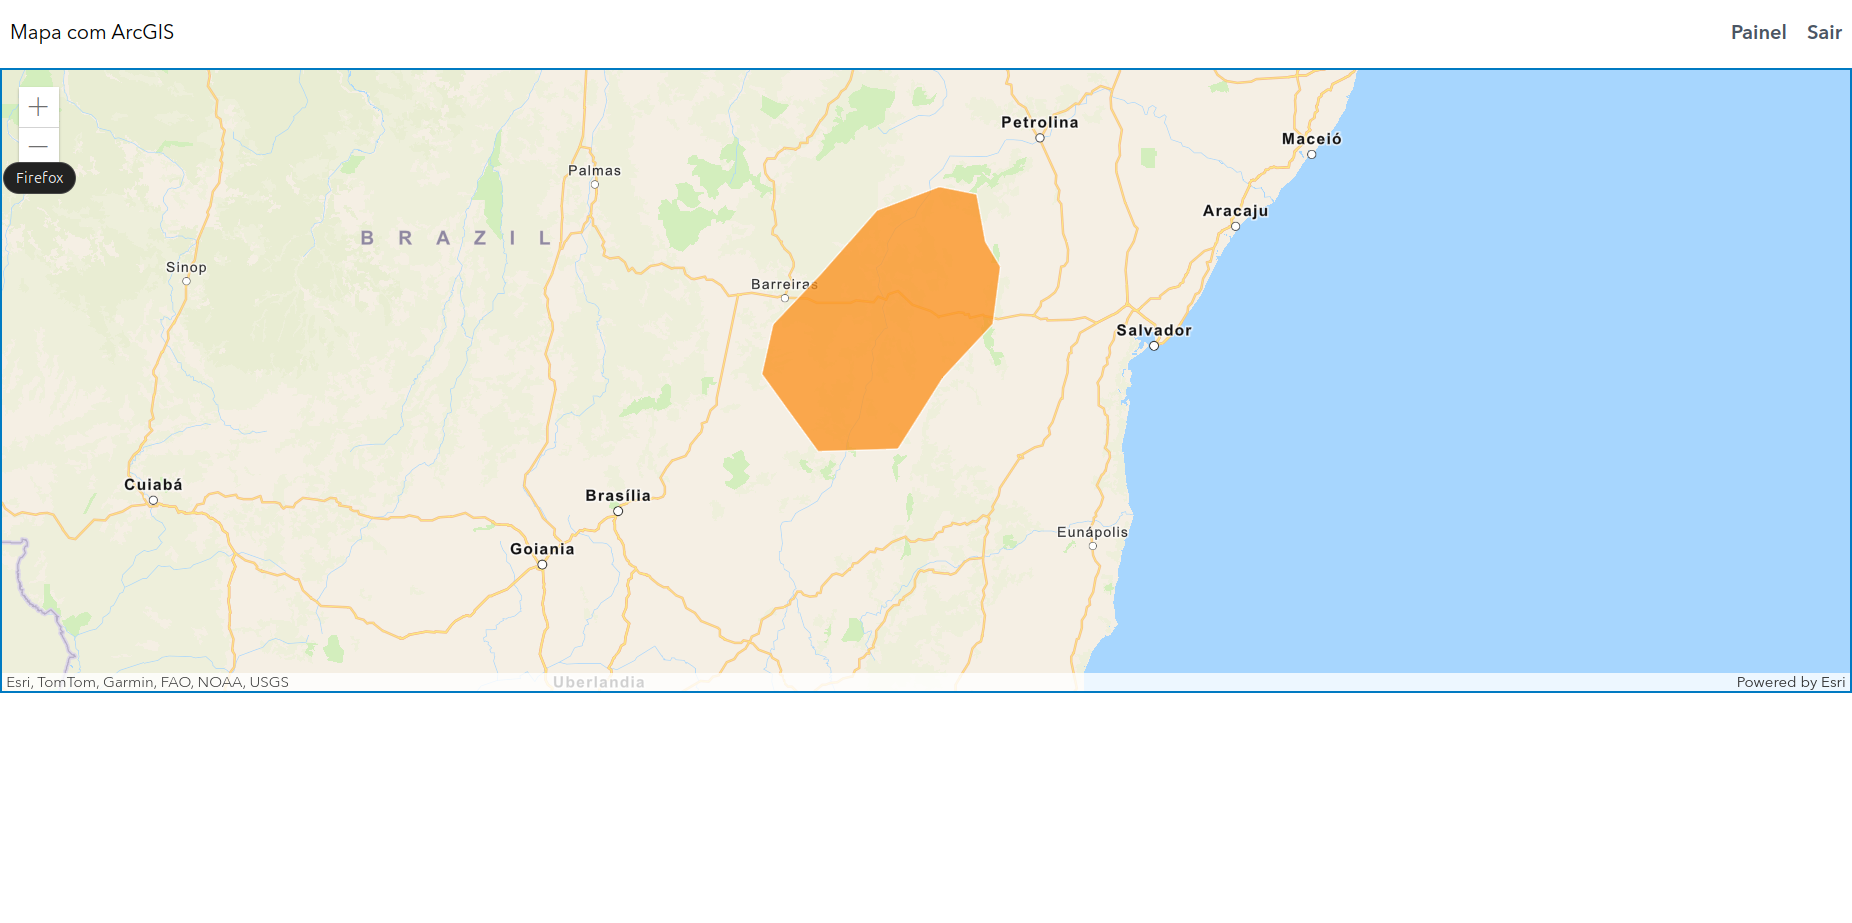 Mapa com ArcGIS
Painel Sair
Firefox
Petrolina
Maceió
Palmas
Aracaju
BRAZIL
Sinop
Barreiras
Salvador
Cuiabá
Brasília
Eunápolis
Goiania
Uberlandia
Esri, TomTom, Garmin, FAO, NOAA, USGS
Powered by Esri